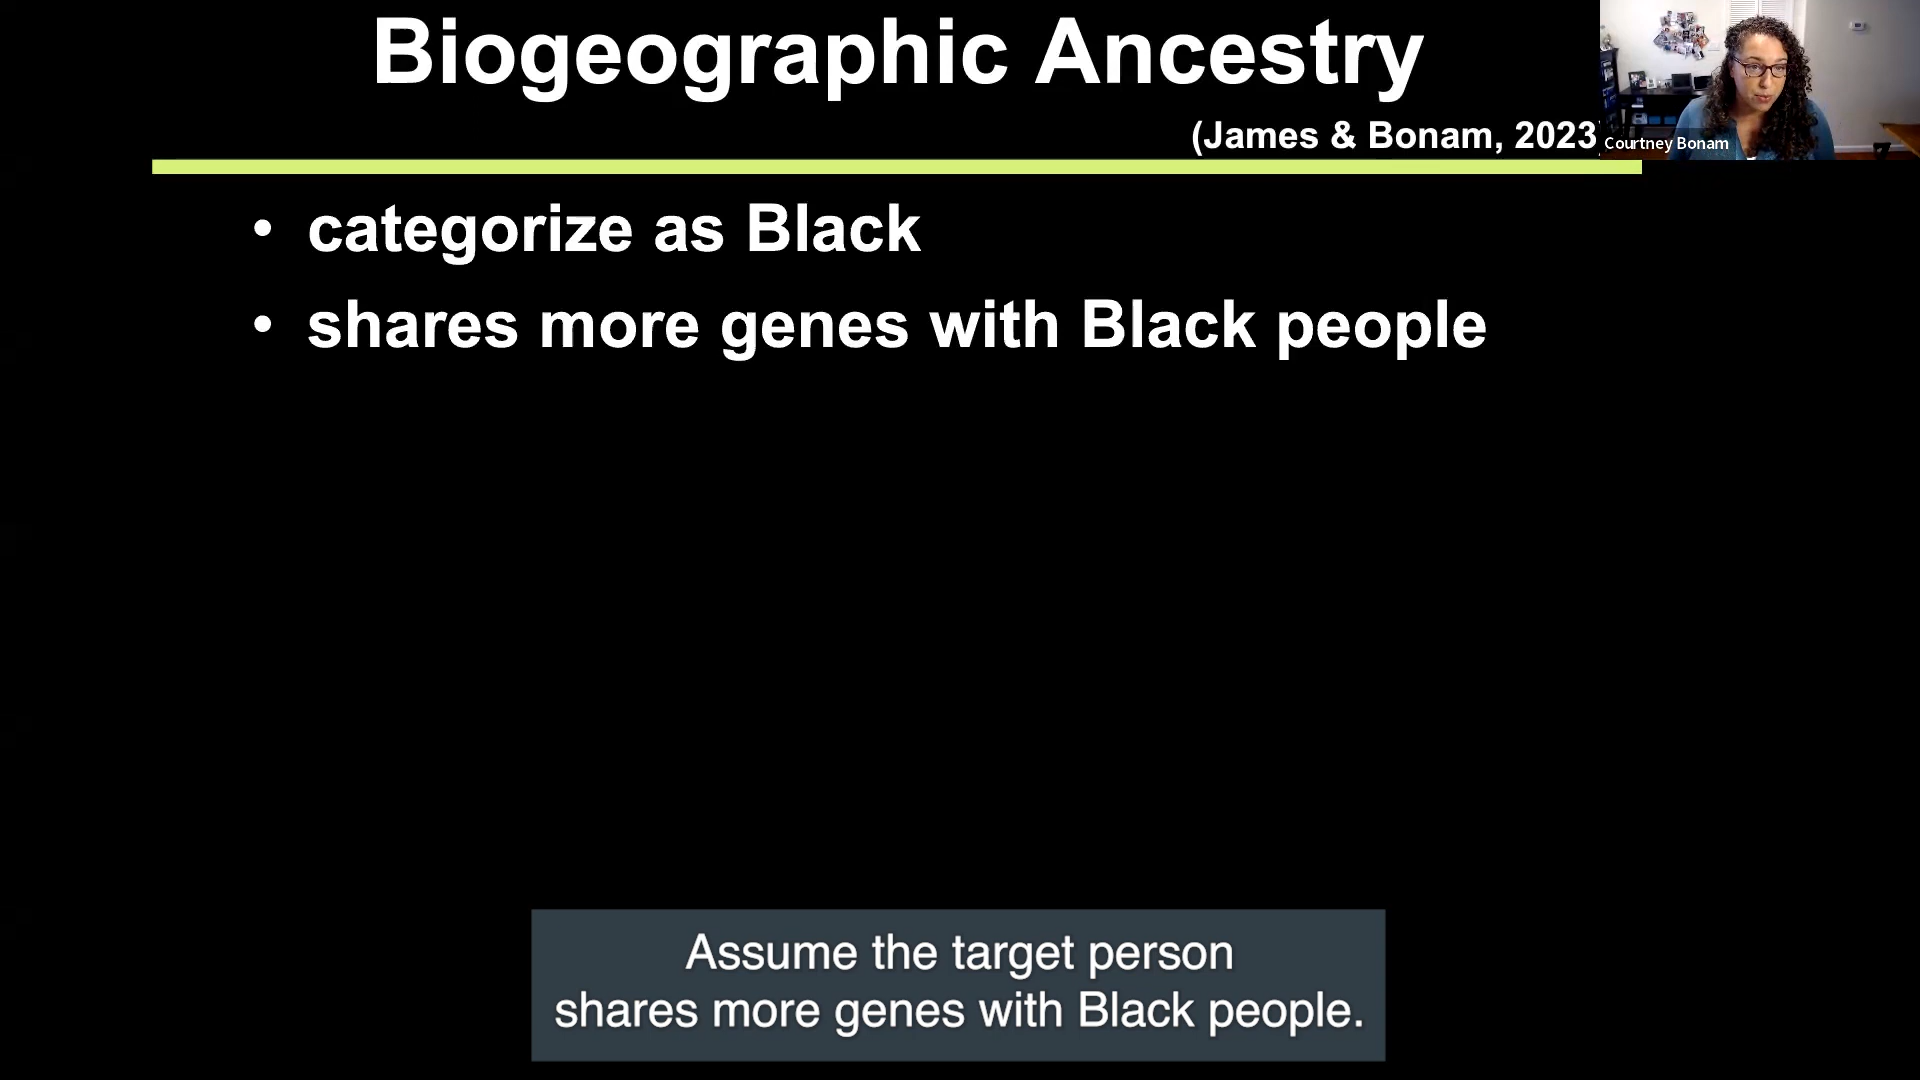 Biogeographic Ancestry
(James & Bonam, 2023)
Courtney Bonam
• categorize as Black
• shares more genes with Black people
Assume the target person
shares more genes with Black people.